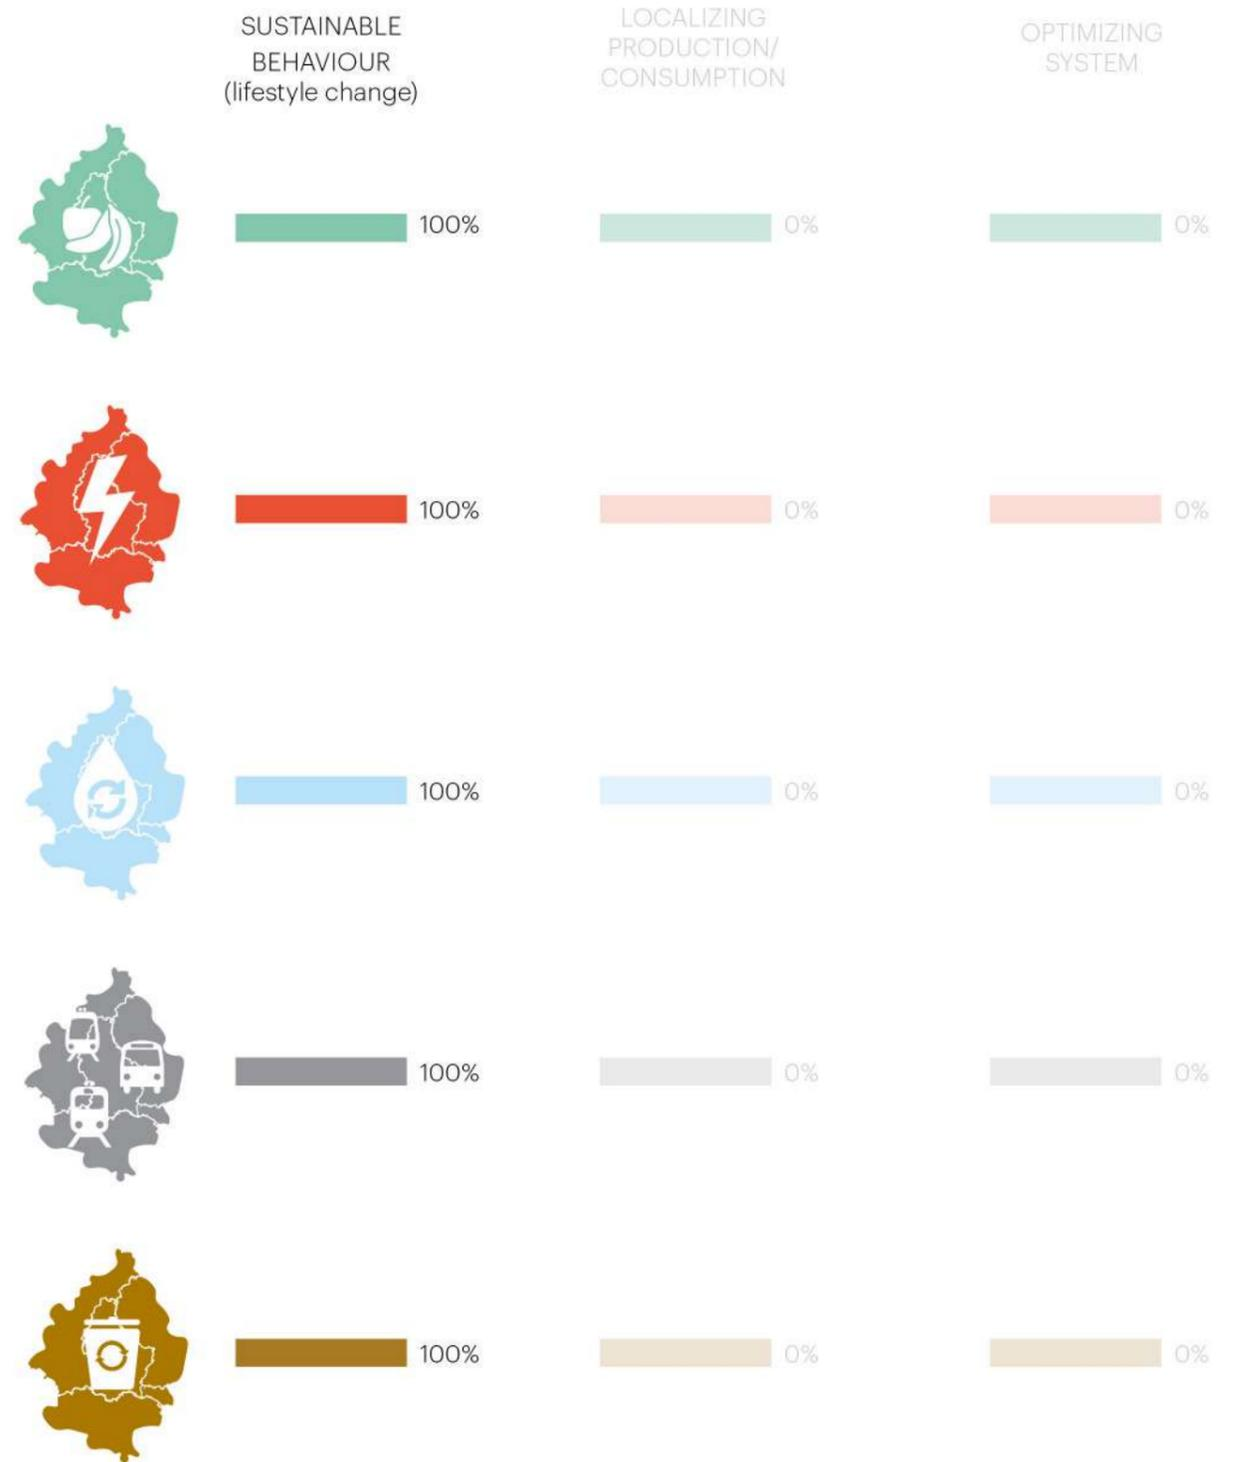 SUSTAINABLE
BEHAVIOUR
(lifestyle change)
LOCALIZING
PRODUCTION/
CONSUMPTION
OPTIMIZING
SYSTEM
100% 0% 0%
100% 0% 0%
100% 0% 0%
100% 0% 0%
100% 0% 0%